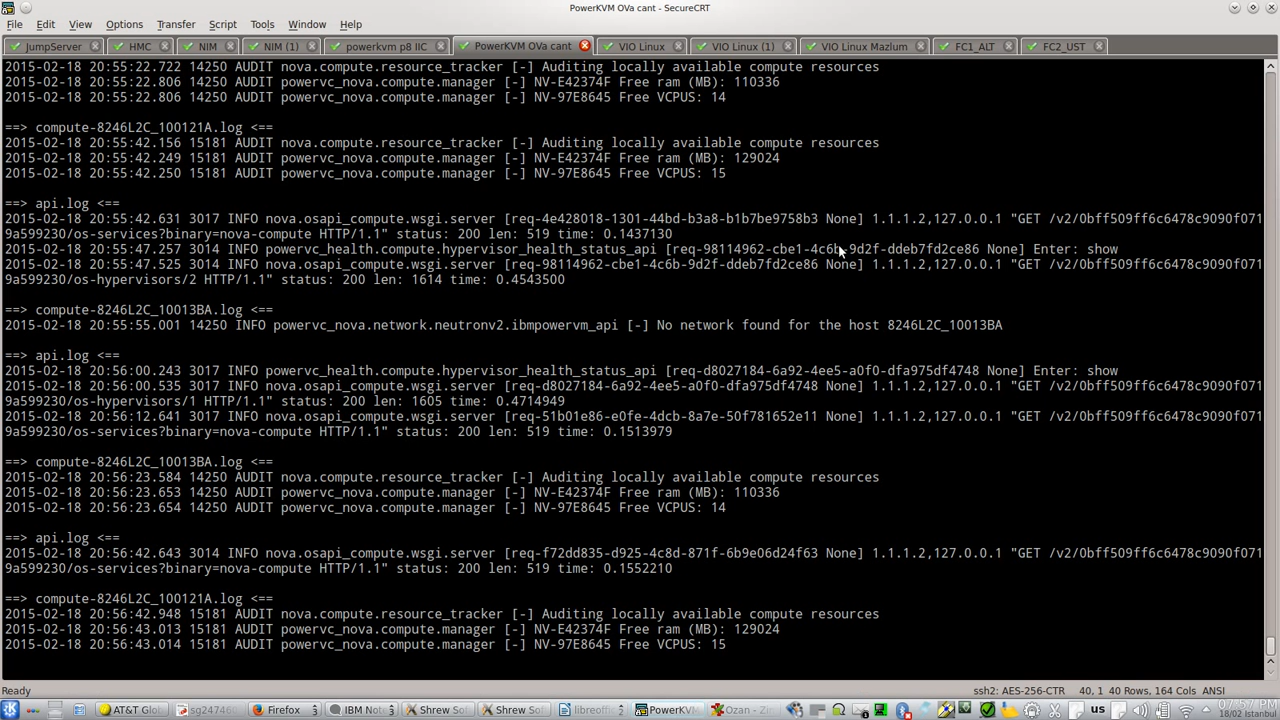 PowerKVM OVa cant - SecureCRT
File Edit View Options Transfer Script Tools Window Help
JumpServer HMC NIM NIM (1) powerkvm p8 IIC PowerKVM OVa cant VIO Linux VIO Linux (1) VIO Linux Mazlum FC1_ALT FC2_UST
2015-02-18 20:55:22.722 14250 AUDIT nova.compute.resource_tracker [-] Auditing locally available compute resources
2015-02-18 20:55:22.806 14250 AUDIT powervc_nova.compute.manager [-] NV-E42374F Free ram (MB): 110336
2015-02-18 20:55:22.806 14250 AUDIT powervc_nova.compute.manager [-] NV-97E8645 Free VCPUS: 14
==> compute-8246L2C_100121A.log <==
2015-02-18 20:55:42.156 15181 AUDIT nova.compute.resource_tracker [-] Auditing locally available compute resources
2015-02-18 20:55:42.249 15181 AUDIT powervc_nova.compute.manager [-] NV-E42374F Free ram (MB): 129024
2015-02-18 20:55:42.250 15181 AUDIT powervc_nova.compute.manager [-] NV-97E8645 Free VCPUS: 15
==> api.log <==
2015-02-18 20:55:42.631 3017 INFO nova.osapi_compute.wsgi.server [req-4e428018-1301-44bd-b3a8-b1b7be9758b3 None] 1.1.1.2,127.0.0.1 "GET /v2/0bff509ff6c6478c9090f071
9a599230/os-services?binary=nova-compute HTTP/1.1" status: 200 len: 519 time: 0.1437130
2015-02-18 20:55:47.257 3014 INFO powervc_health.compute.hypervisor_health_status_api [req-98114962-cbe1-4c6b-9d2f-ddeb7fd2ce86 None] Enter: show
2015-02-18 20:55:47.525 3014 INFO nova.osapi_compute.wsgi.server [req-98114962-cbe1-4c6b-9d2f-ddeb7fd2ce86 None] 1.1.1.2,127.0.0.1 "GET /v2/0bff509ff6c6478c9090f071
9a599230/os-hypervisors/2 HTTP/1.1" status: 200 len: 1614 time: 0.4543500
==> compute-8246L2C_10013BA.log <==
2015-02-18 20:55:55.001 14250 INFO powervc_nova.network.neutronv2.ibmpowervm_api [-] No network found for the host 8246L2C_10013BA
==> api.log <==
2015-02-18 20:56:00.243 3017 INFO powervc_health.compute.hypervisor_health_status_api [req-d8027184-6a92-4ee5-a0f0-dfa975df4748 None] Enter: show
2015-02-18 20:56:00.535 3017 INFO nova.osapi_compute.wsgi.server [req-d8027184-6a92-4ee5-a0f0-dfa975df4748 None] 1.1.1.2,127.0.0.1 "GET /v2/0bff509ff6c6478c9090f071
9a599230/os-hypervisors/1 HTTP/1.1" status: 200 len: 1605 time: 0.4714949
2015-02-18 20:56:12.641 3017 INFO nova.osapi_compute.wsgi.server [req-51b01e86-e0fe-4dcb-8a7e-50f781652e11 None] 1.1.1.2,127.0.0.1 "GET /v2/0bff509ff6c6478c9090f071
9a599230/os-services?binary=nova-compute HTTP/1.1" status: 200 len: 519 time: 0.1513979
==> compute-8246L2C_10013BA.log <==
2015-02-18 20:56:23.584 14250 AUDIT nova.compute.resource_tracker [-] Auditing locally available compute resources
2015-02-18 20:56:23.653 14250 AUDIT powervc_nova.compute.manager [-] NV-E42374F Free ram (MB): 110336
2015-02-18 20:56:23.654 14250 AUDIT powervc_nova.compute.manager [-] NV-97E8645 Free VCPUS: 14
==> api.log <==
2015-02-18 20:56:42.643 3014 INFO nova.osapi_compute.wsgi.server [req-f72dd835-d925-4c8d-871f-6b9e06d24f63 None] 1.1.1.2,127.0.0.1 "GET /v2/0bff509ff6c6478c9090f071
9a599230/os-services?binary=nova-compute HTTP/1.1" status: 200 len: 519 time: 0.1552210
==> compute-8246L2C_100121A.log <==
2015-02-18 20:56:42.948 15181 AUDIT nova.compute.resource_tracker [-] Auditing locally available compute resources
2015-02-18 20:56:43.013 15181 AUDIT powervc_nova.compute.manager [-] NV-E42374F Free ram (MB): 129024
2015-02-18 20:56:43.014 15181 AUDIT powervc_nova.compute.manager [-] NV-97E8645 Free VCPUS: 15
Ready ssh2: AES-256-CTR 40, 1 40 Rows, 164 Cols ANSI
AT&T Glo sg247460 Firefox IBM Note Shrew So Shrew So libreoffic PowerKVM Ozan - Zin us 07:57 PM
18/02 Istanbul